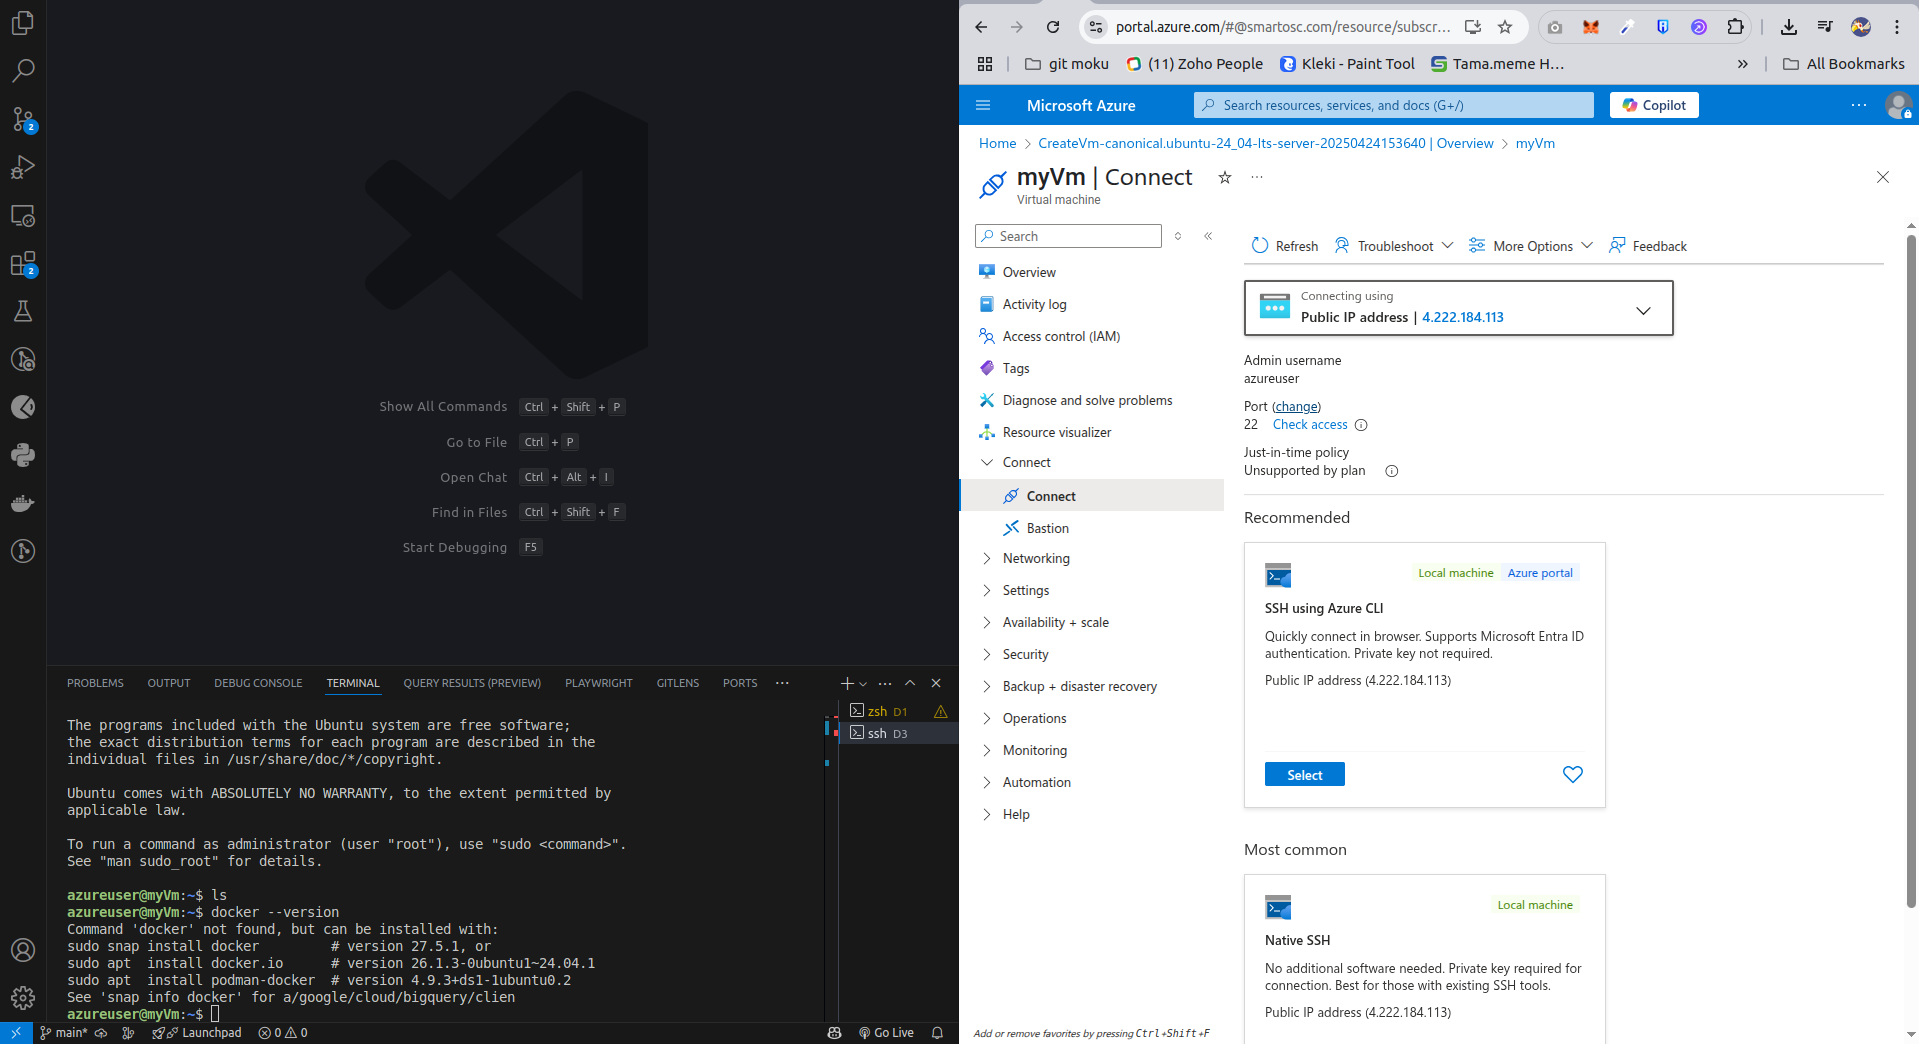 2
2
Show All Commands Ctrl + Shift + P
Go to File Ctrl + P
Open Chat Ctrl + Alt + I
Find in Files Ctrl + Shift + F
Start Debugging F5
PROBLEMS OUTPUT DEBUG CONSOLE TERMINAL QUERY RESULTS (PREVIEW) PLAYWRIGHT GITLENS PORTS ···
The programs included with the Ubuntu system are free software;
the exact distribution terms for each program are described in the
individual files in /usr/share/doc/*/copyright.
Ubuntu comes with ABSOLUTELY NO WARRANTY, to the extent permitted by
applicable law.
To run a command as administrator (user "root"), use "sudo <command>".
See "man sudo_root" for details.
azureuser@myVm:~$ ls
azureuser@myVm:~$ docker --version
Command 'docker' not found, but can be installed with:
sudo snap install docker # version 27.5.1, or
sudo apt install docker.io # version 26.1.3-0ubuntu1~24.04.1
sudo apt install podman-docker # version 4.9.3+ds1-1ubuntu0.2
See 'snap info docker' for a/google/cloud/bigquery/clien
azureuser@myVm:~$
zsh D1
ssh D3
main* Launchpad 0 0 Go Live
portal.azure.com/#@smartosc.com/resource/subscr...
git moku (11) Zoho People Kleki - Paint Tool Tama.meme H... » All Bookmarks
Microsoft Azure Search resources, services, and docs (G+/) Copilot ···
Home > CreateVm-canonical.ubuntu-24_04-lts-server-20250424153640 | Overview > myVm
myVm | Connect ···
Virtual machine
Search
Overview
Activity log
Access control (IAM)
Tags
Diagnose and solve problems
Resource visualizer
Connect
Connect
Bastion
Networking
Settings
Availability + scale
Security
Backup + disaster recovery
Operations
Monitoring
Automation
Help
Add or remove favorites by pressing Ctrl+Shift+F
Refresh Troubleshoot More Options Feedback
Connecting using
Public IP address | 4.222.184.113
Admin username
azureuser
Port (change)
22 Check access
Just-in-time policy
Unsupported by plan
Recommended
Local machine Azure portal
SSH using Azure CLI
Quickly connect in browser. Supports Microsoft Entra ID
authentication. Private key not required.
Public IP address (4.222.184.113)
Select
Most common
Local machine
Native SSH
No additional software needed. Private key required for
connection. Best for those with existing SSH tools.
Public IP address (4.222.184.113)